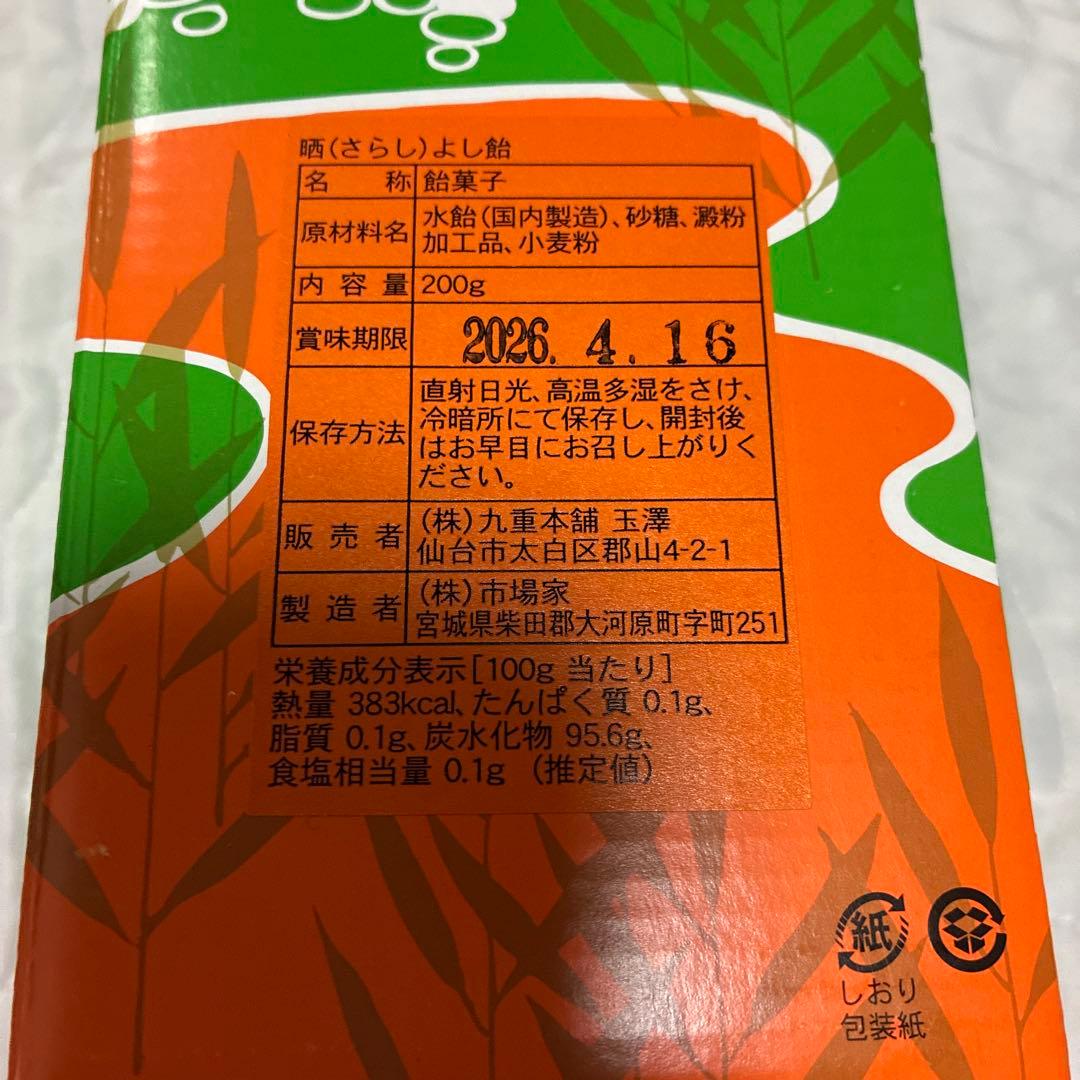 晒(さらし)よし飴
名 称 飴菓子
原材料名 水飴(国内製造)、砂糖、澱粉
加工品、小麦粉
内容量 200g
賞味期限 2026. 4. 16
保存方法 直射日光、高温多湿をさけ、
冷暗所にて保存し、開封後
はお早目にお召し上がりく
ださい。
販売者 (株)九重本舗 玉澤
仙台市太白区郡山4-2-1
製造者 (株)市場家
宮城県柴田郡大河原町字町251
栄養成分表示[100g 当たり]
熱量 383kcal、たんぱく質 0.1g、
脂質 0.1g、炭水化物 95.6g、
食塩相当量 0.1g (推定値)
紙
しおり
包装紙